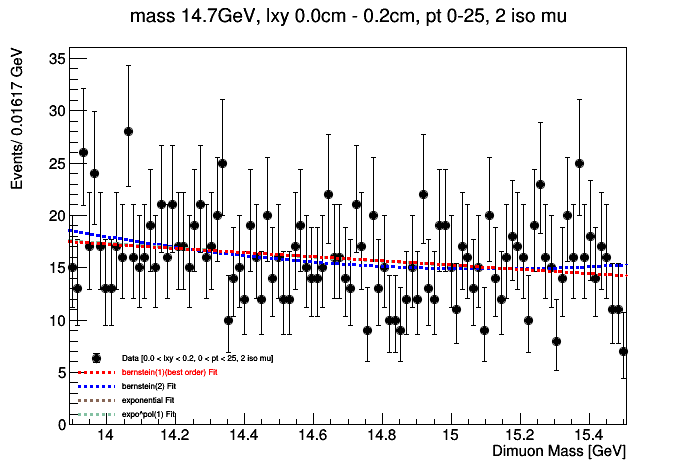 mass 14.7GeV, lxy 0.0cm - 0.2cm, pt 0-25, 2 iso mu
Events/ 0.01617 GeV
35
30
25
20
15
10
5
0
Data [0.0 < lxy < 0.2, 0 < pt < 25, 2 iso mu]
bernstein(1)(best order) Fit
bernstein(2) Fit
exponential Fit
expo*pol(1) Fit
14 14.2 14.4 14.6 14.8 15 15.2 15.4
Dimuon Mass [GeV]